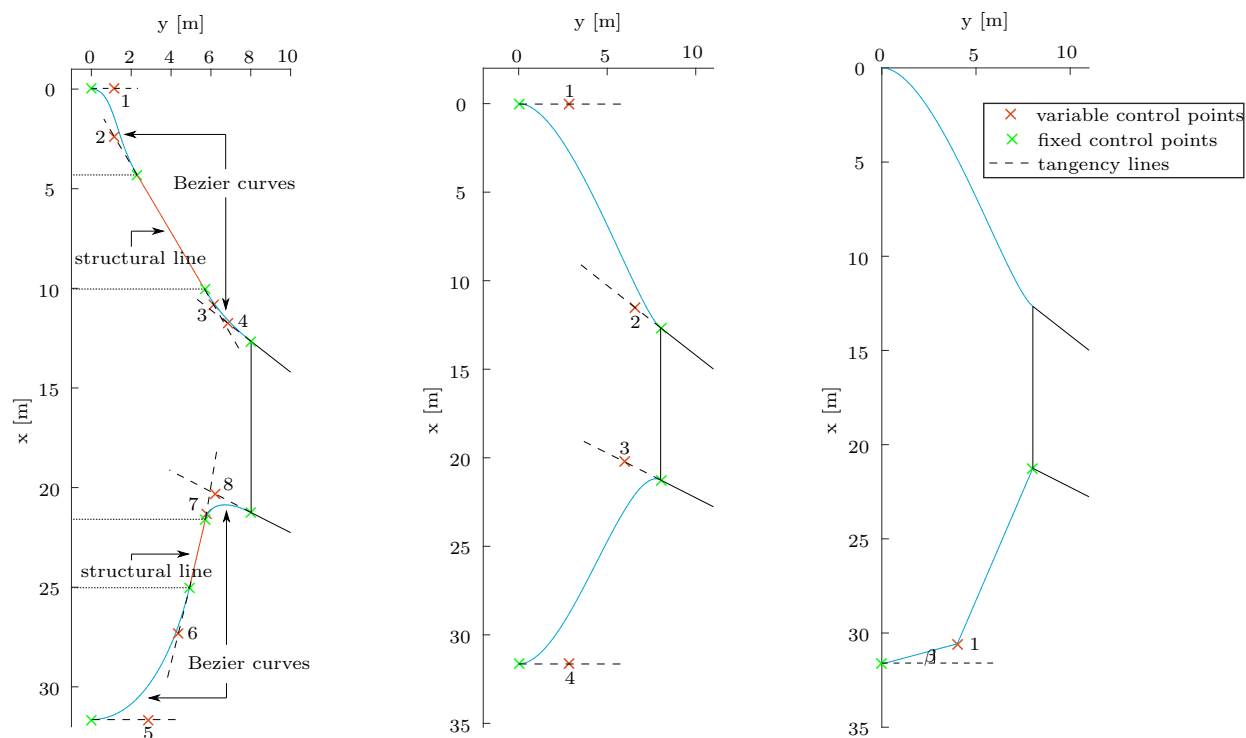 y [m]
0 2 4 6 8 10
0
5
10
15
20
25
30
x [m]
1
2
Bezier curves
structural line
3
4
8
7
structural line
6
Bezier curves
5
y [m]
0 5 10
0
5
10
15
20
25
30
35
x [m]
1
2
3
4
y [m]
0 5 10
0
5
10
15
20
25
30
35
x [m]
variable control points
fixed control points
tangency lines
1
β